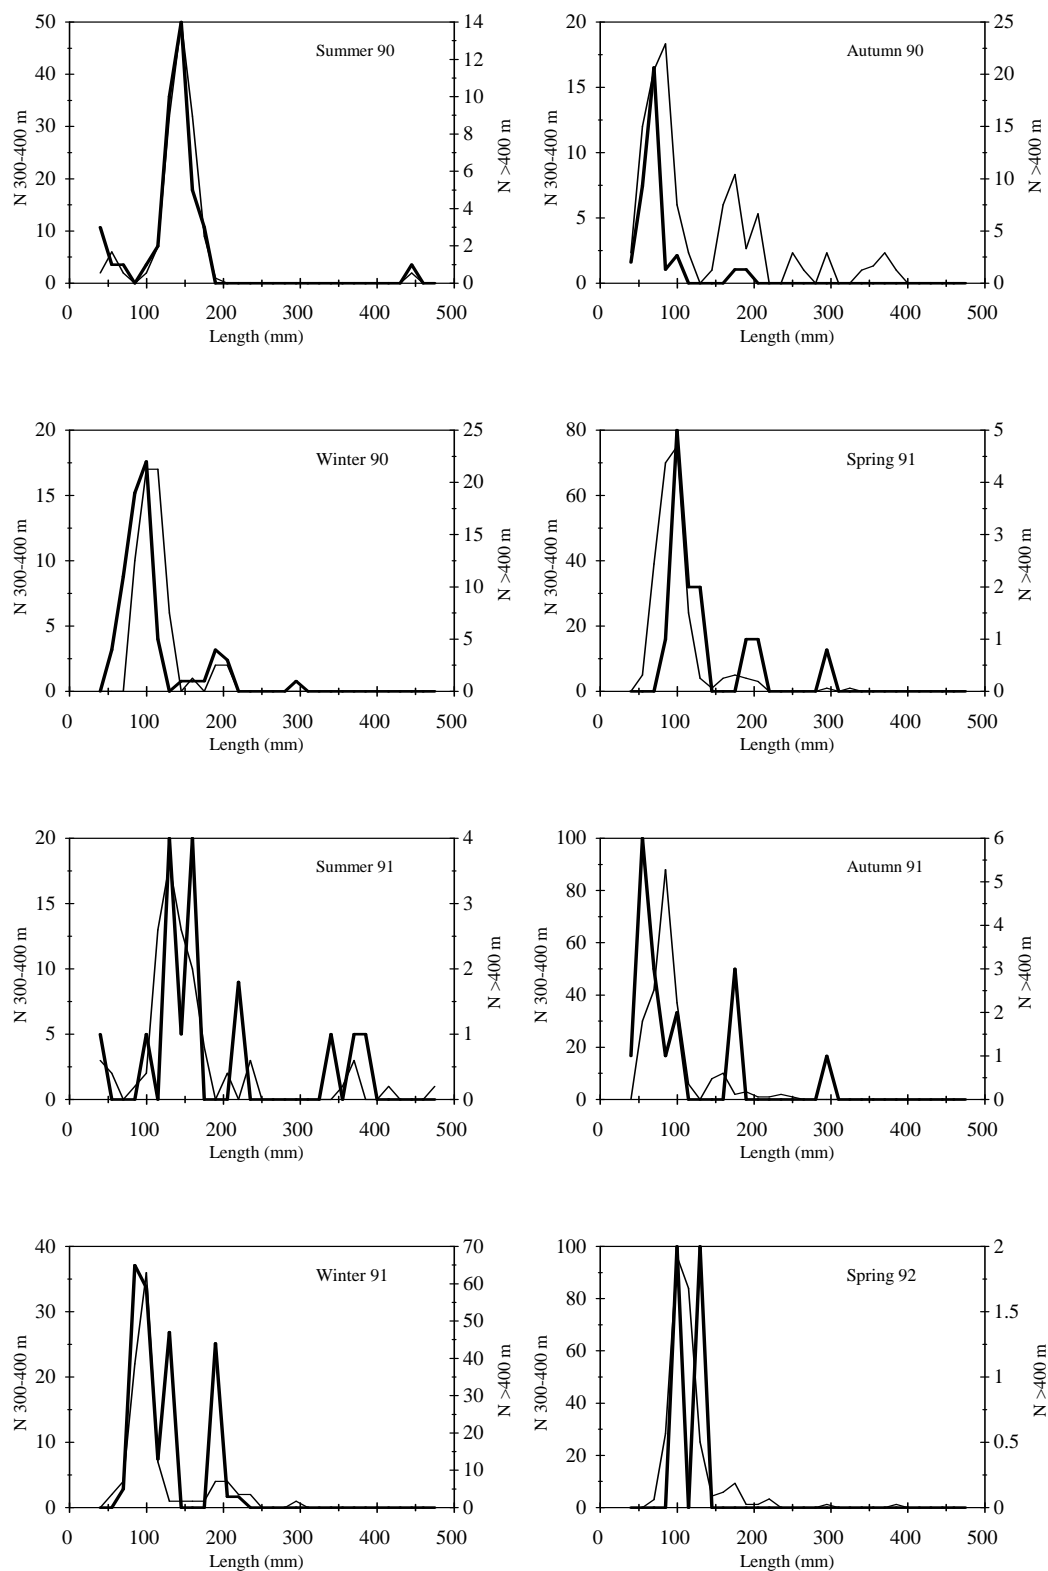 Summer 90
50
40
30
20
10
0
N 300-400 m
14
12
10
8
6
4
2
0
N >400 m
0 100 200 300 400 500
Length (mm)
Autumn 90
20
15
10
5
0
N 300-400 m
25
20
15
10
5
0
N >400 m
0 100 200 300 400 500
Length (mm)
Winter 90
20
15
10
5
0
N 300-400 m
25
20
15
10
5
0
N >400 m
0 100 200 300 400 500
Length (mm)
Spring 91
80
60
40
20
0
N 300-400 m
5
4
3
2
1
0
N >400 m
0 100 200 300 400 500
Length (mm)
Summer 91
20
15
10
5
0
N 300-400 m
4
3
2
1
0
N >400 m
0 100 200 300 400 500
Length (mm)
Autumn 91
100
80
60
40
20
0
N 300-400 m
6
5
4
3
2
1
0
N >400 m
0 100 200 300 400 500
Length (mm)
Winter 91
40
30
20
10
0
N 300-400 m
70
60
50
40
30
20
10
0
N >400 m
0 100 200 300 400 500
Length (mm)
Spring 92
100
80
60
40
20
0
N 300-400 m
2
1.5
1
0.5
0
N >400 m
0 100 200 300 400 500
Length (mm)